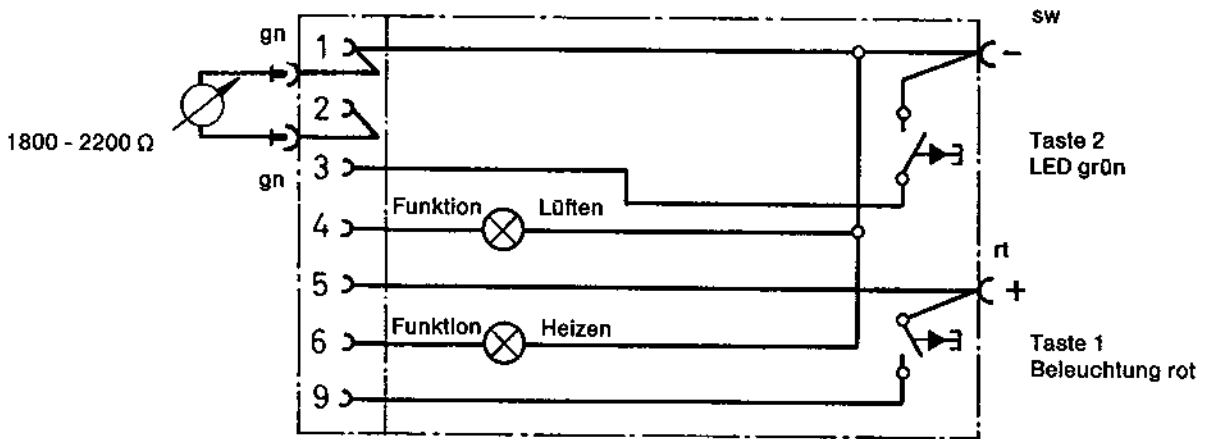 sw
gn
1
−
2
1800 - 2200 Ω
Taste 2
LED grün
3
gn
Funktion Lüften
4
rt
5
+
Funktion Heizen
6
Taste 1
Beleuchtung rot
9